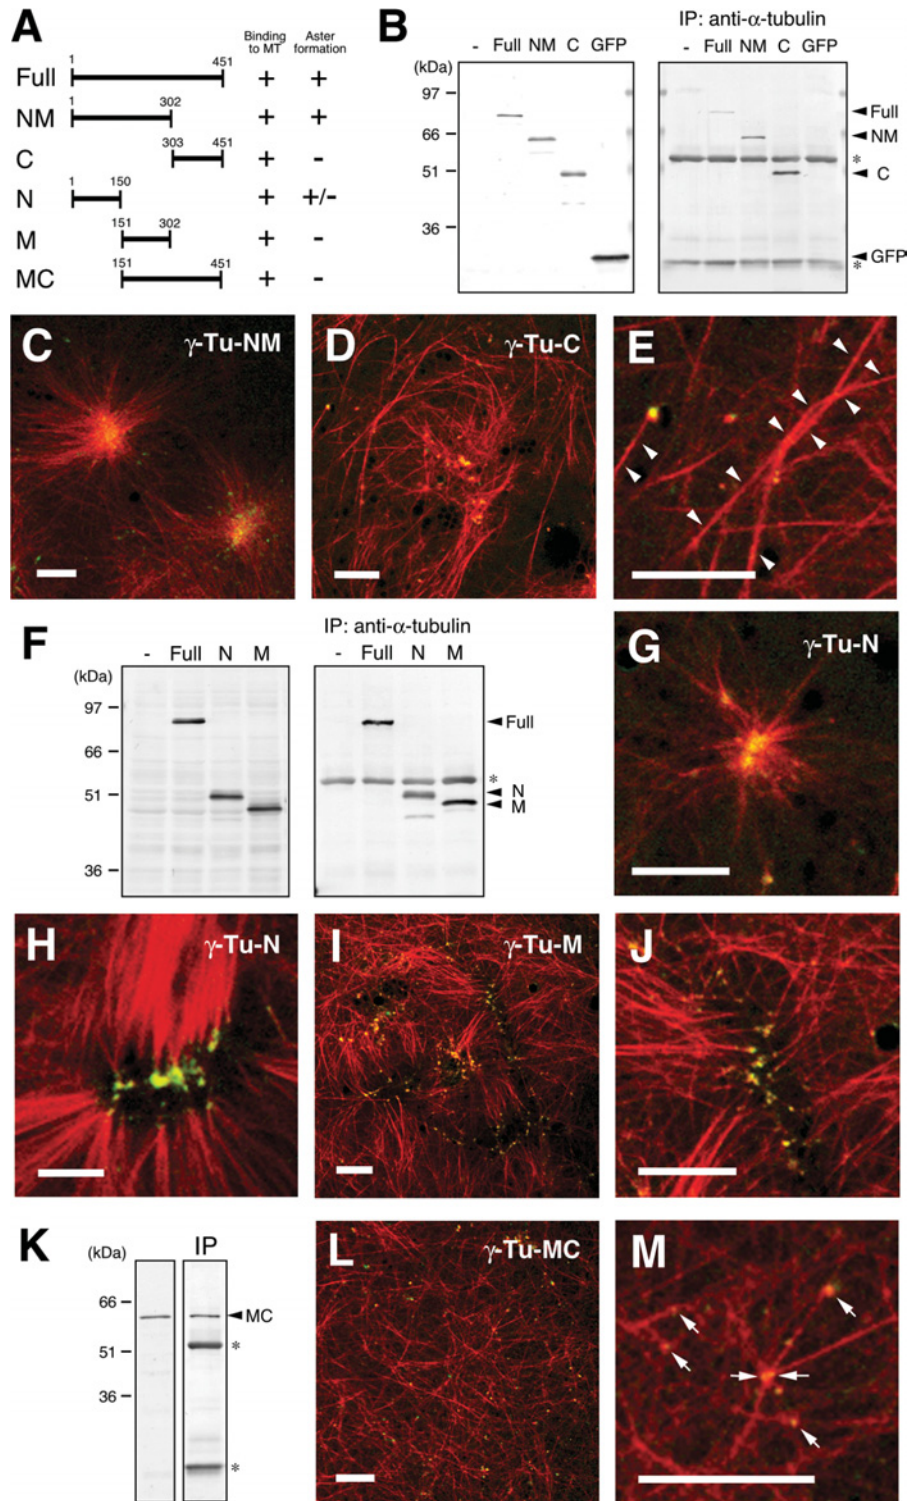 A
Binding to MT
Aster formation
Full 1 451 + +
NM 1 302 + +
C 303 451 + -
N 1 150 + +/-
M 151 302 + -
MC 151 451 + -
B
IP: anti-α-tubulin
- Full NM C GFP
- Full NM C GFP
(kDa)
97
66
51
36
Full
NM
*
C
GFP
*
C
γ-Tu-NM
D
γ-Tu-C
E
F
IP: anti-α-tubulin
- Full N M
- Full N M
(kDa)
97
66
51
36
Full
*
N
M
G
γ-Tu-N
H
γ-Tu-N
I
γ-Tu-M
J
K
(kDa)
IP
66
51
36
MC
*
*
L
γ-Tu-MC
M